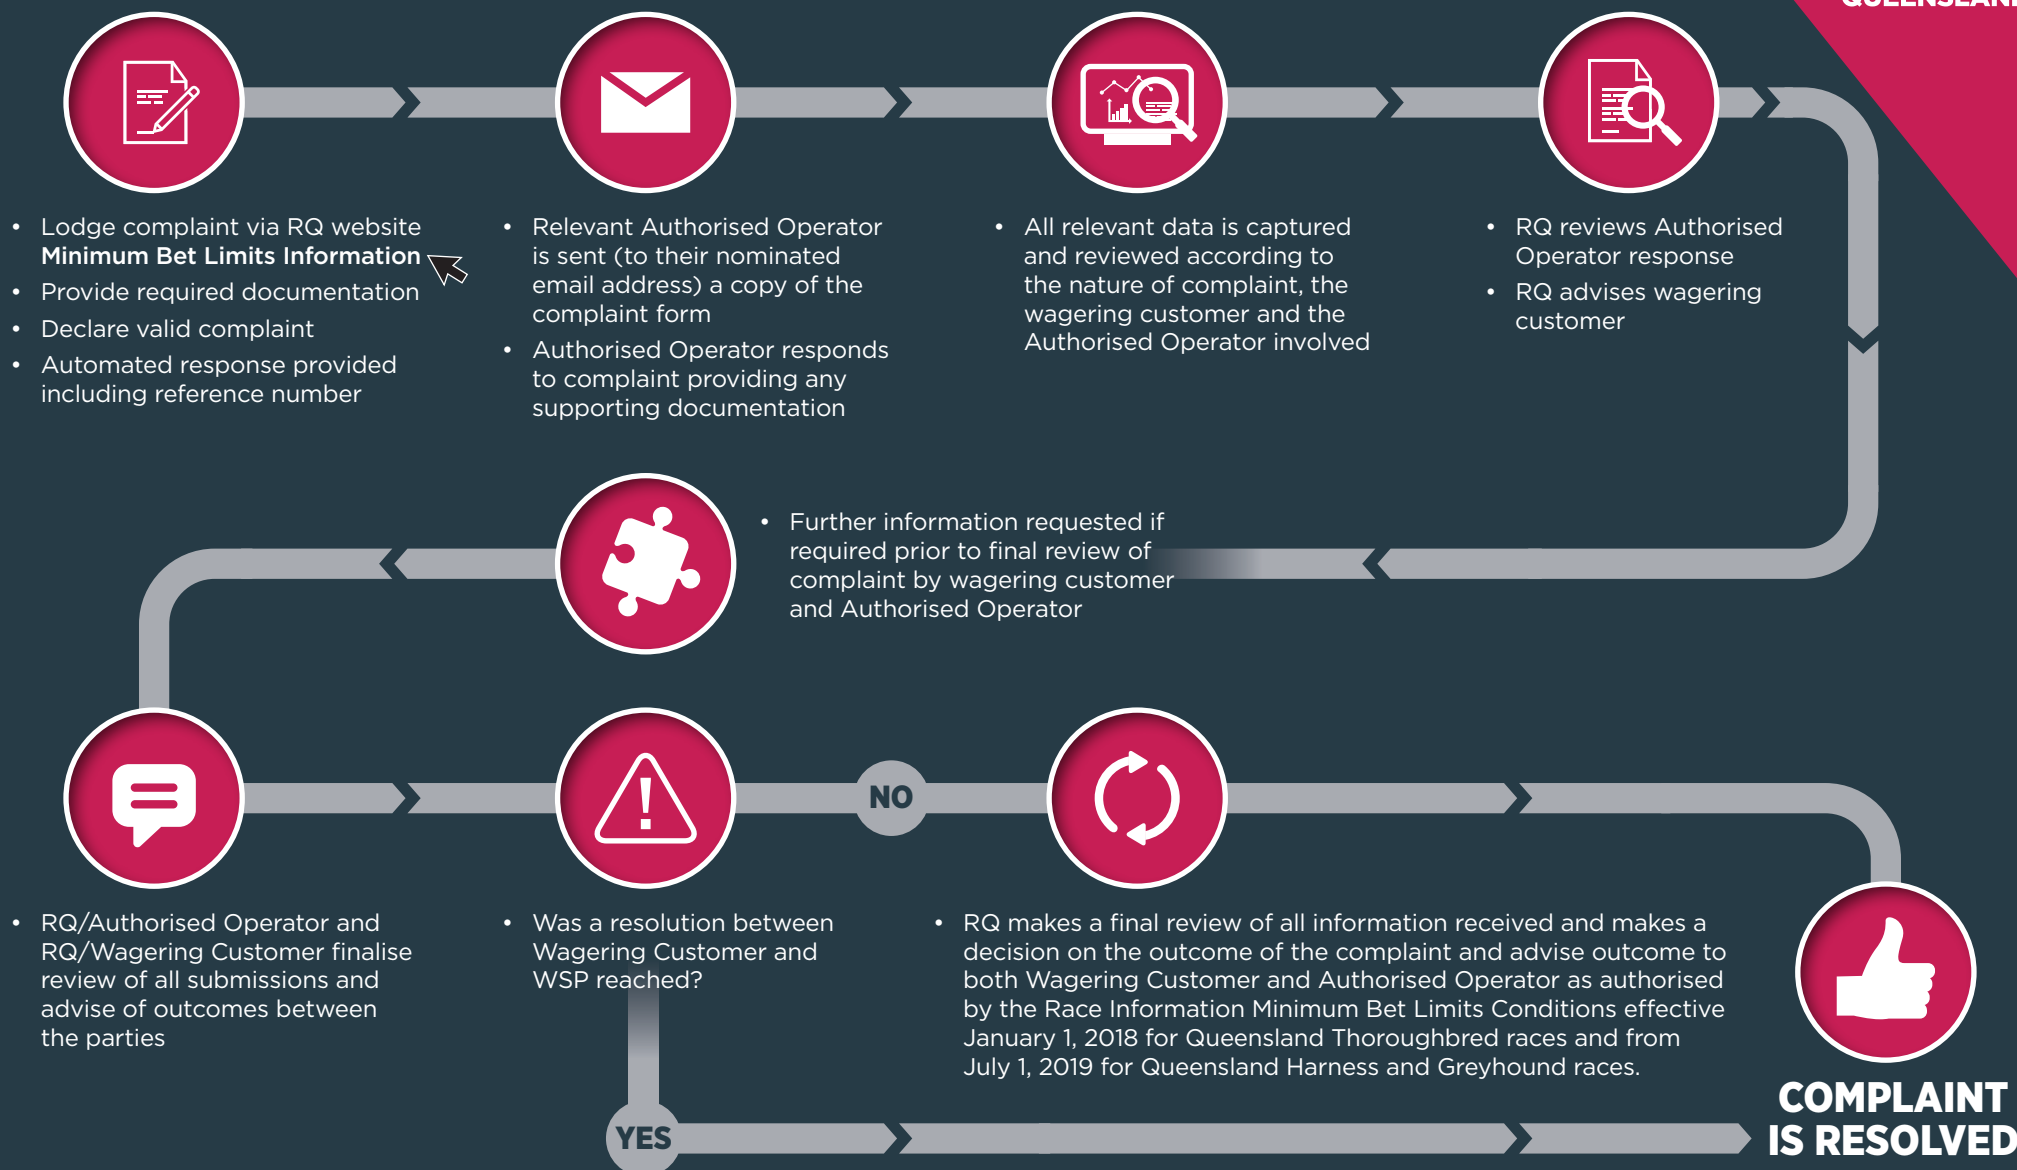 QUEENSLAND
• Lodge complaint via RQ website
Minimum Bet Limits Information
• Provide required documentation
• Declare valid complaint
• Automated response provided
including reference number
• Relevant Authorised Operator
is sent (to their nominated
email address) a copy of the
complaint form
• Authorised Operator responds
to complaint providing any
supporting documentation
• All relevant data is captured
and reviewed according to
the nature of complaint, the
wagering customer and the
Authorised Operator involved
• RQ reviews Authorised
Operator response
• RQ advises wagering
customer
• Further information requested if
required prior to final review of
complaint by wagering customer
and Authorised Operator
• RQ/Authorised Operator and
RQ/Wagering Customer finalise
review of all submissions and
advise of outcomes between
the parties
• Was a resolution between
Wagering Customer and
WSP reached?
NO
• RQ makes a final review of all information received and makes a
decision on the outcome of the complaint and advise outcome to
both Wagering Customer and Authorised Operator as authorised
by the Race Information Minimum Bet Limits Conditions effective
January 1, 2018 for Queensland Thoroughbred races and from
July 1, 2019 for Queensland Harness and Greyhound races.
YES
COMPLAINT
IS RESOLVED